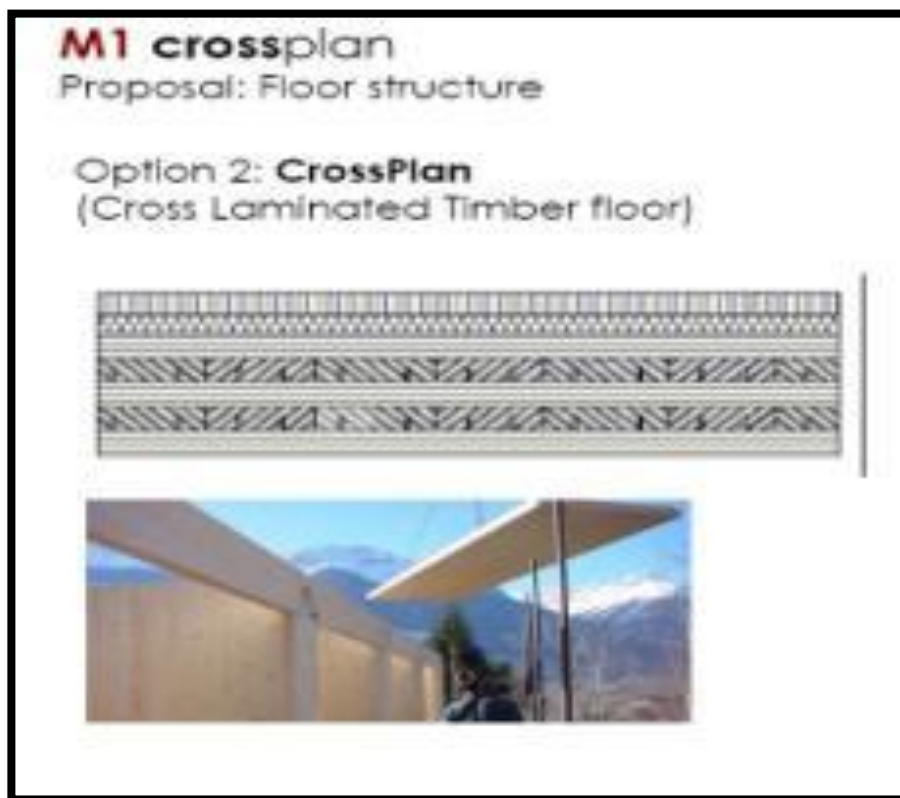 M1 crossplan
Proposal: Floor structure
Option 2: CrossPlan
(Cross Laminated Timber floor)